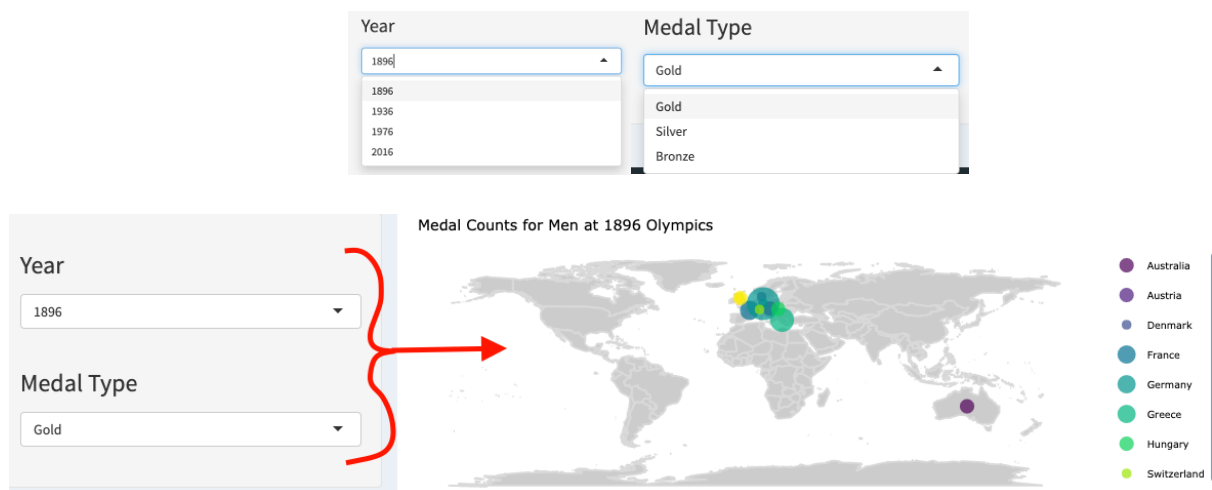 Year
1896
1896
1936
1976
2016
Medal Type
Gold
Gold
Silver
Bronze
Year
1896
Medal Type
Gold
Medal Counts for Men at 1896 Olympics
Australia
Austria
Denmark
France
Germany
Greece
Hungary
Switzerland